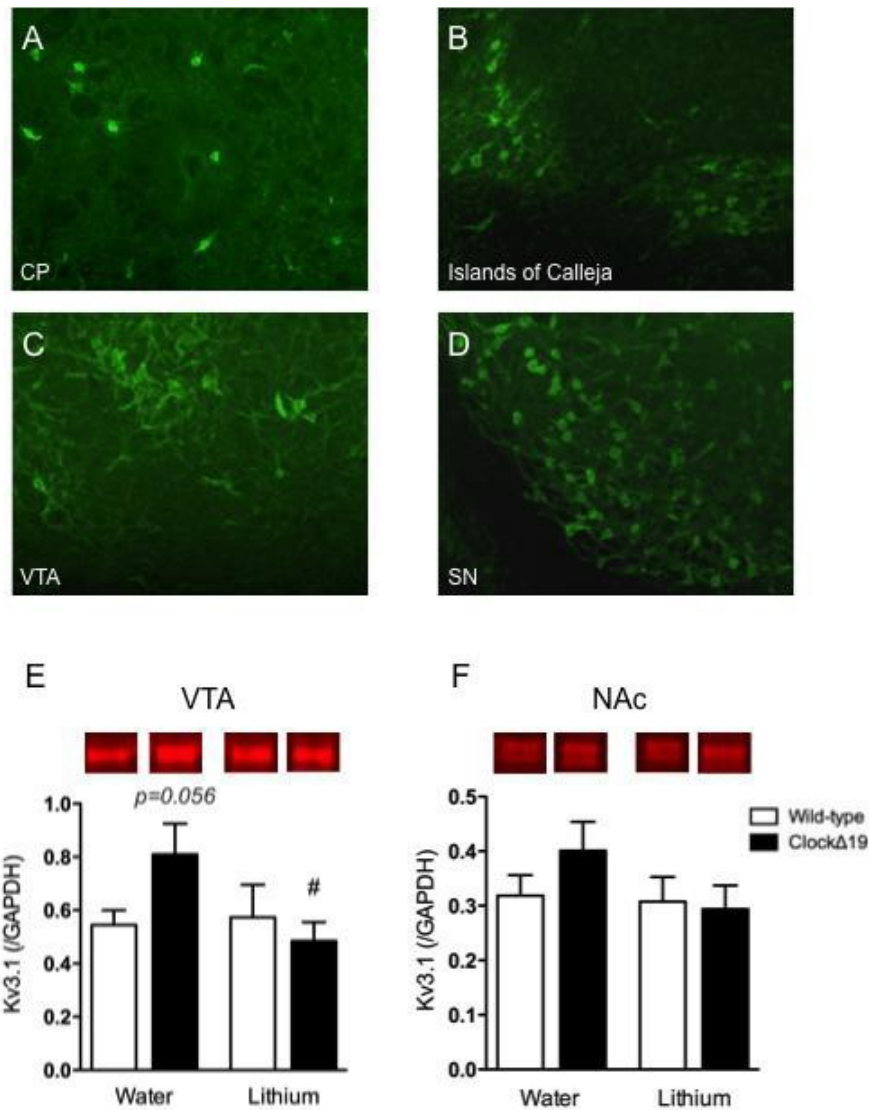 A
CP
B
Islands of Calleja
C
VTA
D
SN
E
VTA
p=0.056
#
1.0
0.8
0.6
0.4
0.2
0.0
Kv3.1 (/GAPDH)
Water
Lithium
F
NAc
0.5
0.4
0.3
0.2
0.1
0.0
Kv3.1 (/GAPDH)
Water
Lithium
Wild-type
ClockΔ19